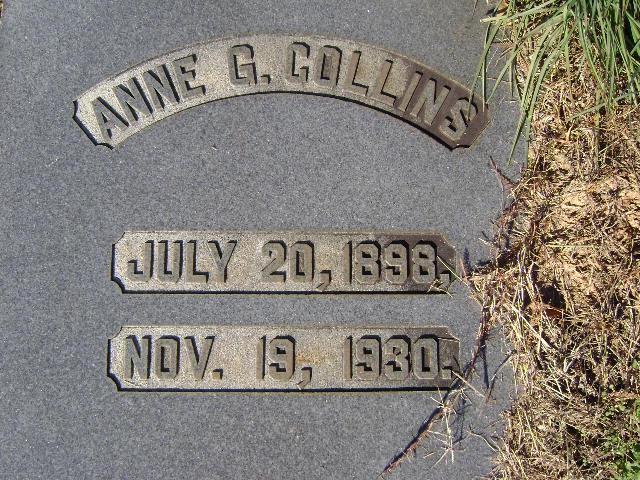 ANNE G. COLLINS
JULY 20, 1898.
NOV. 19, 1930.